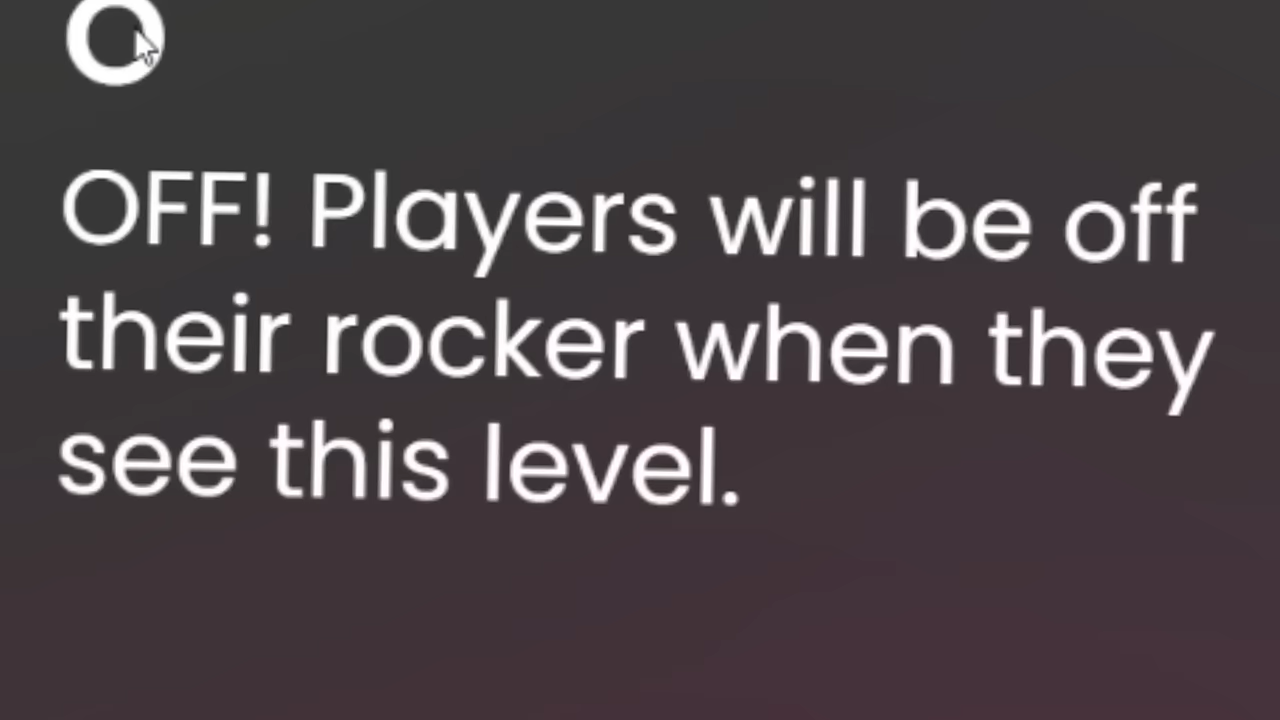 O
OFF! Players will be off
their rocker when they
see this level.